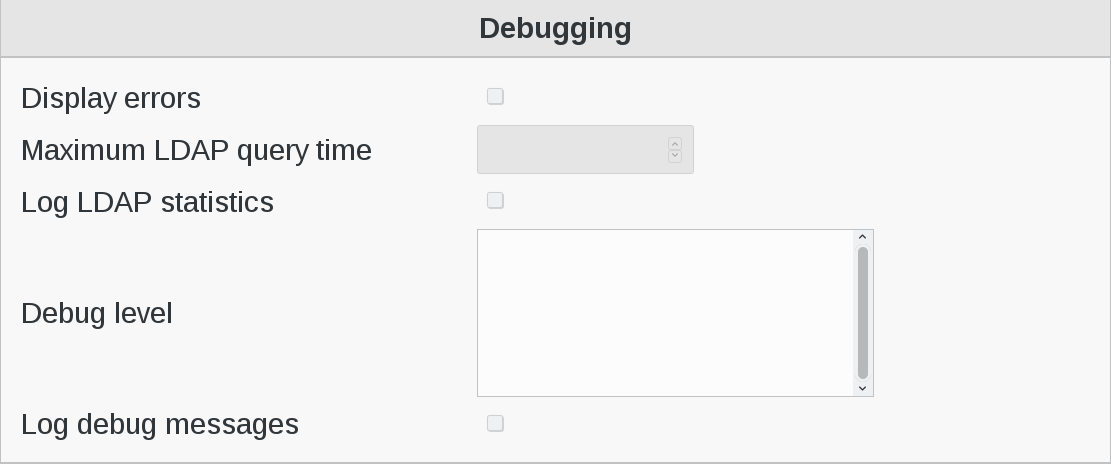 Debugging
Display errors
Maximum LDAP query time
Log LDAP statistics
Debug level
Log debug messages